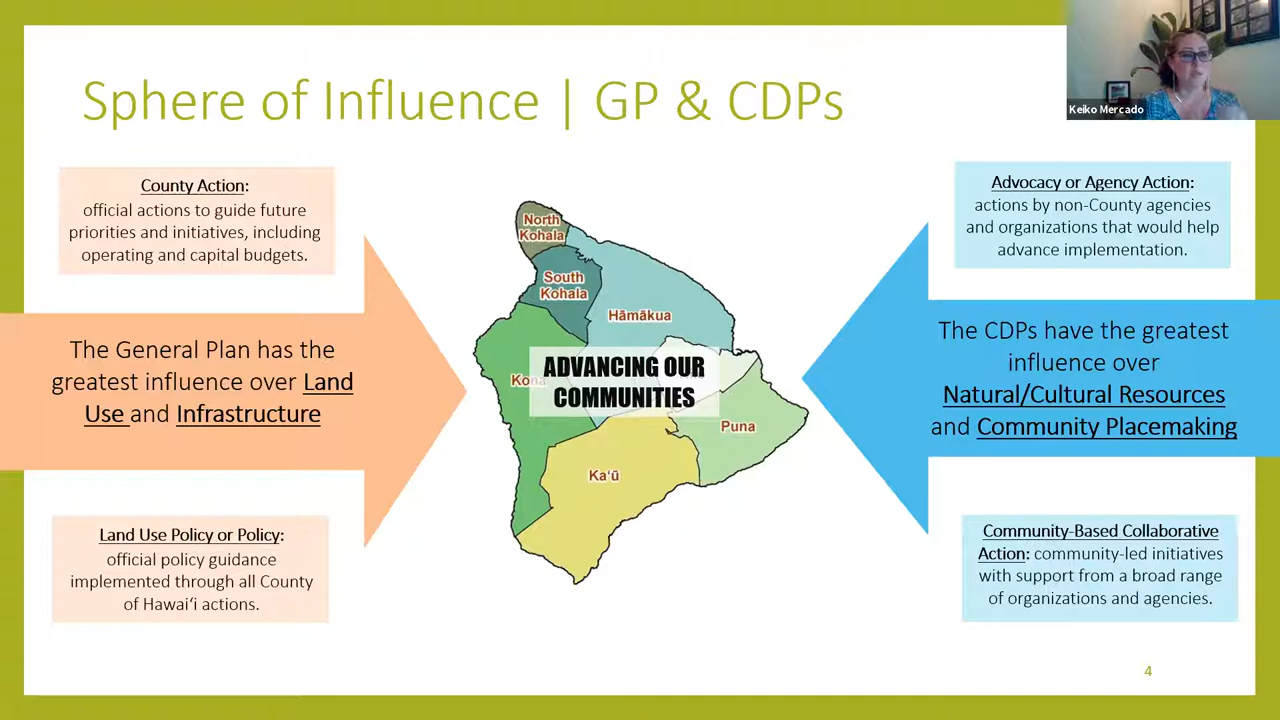 Sphere of Influence | GP & CDPs
Keiko Mercado
County Action:
official actions to guide future
priorities and initiatives, including
operating and capital budgets.
The General Plan has the
greatest influence over Land
Use and Infrastructure
Land Use Policy or Policy:
official policy guidance
implemented through all County
of Hawaiʻi actions.
North
Kohala
South
Kohala
Hāmākua
Kona
ADVANCING OUR
COMMUNITIES
Puna
Kaʻū
Advocacy or Agency Action:
actions by non-County agencies
and organizations that would help
advance implementation.
The CDPs have the greatest
influence over
Natural/Cultural Resources
and Community Placemaking
Community-Based Collaborative
Action: community-led initiatives
with support from a broad range
of organizations and agencies.
4